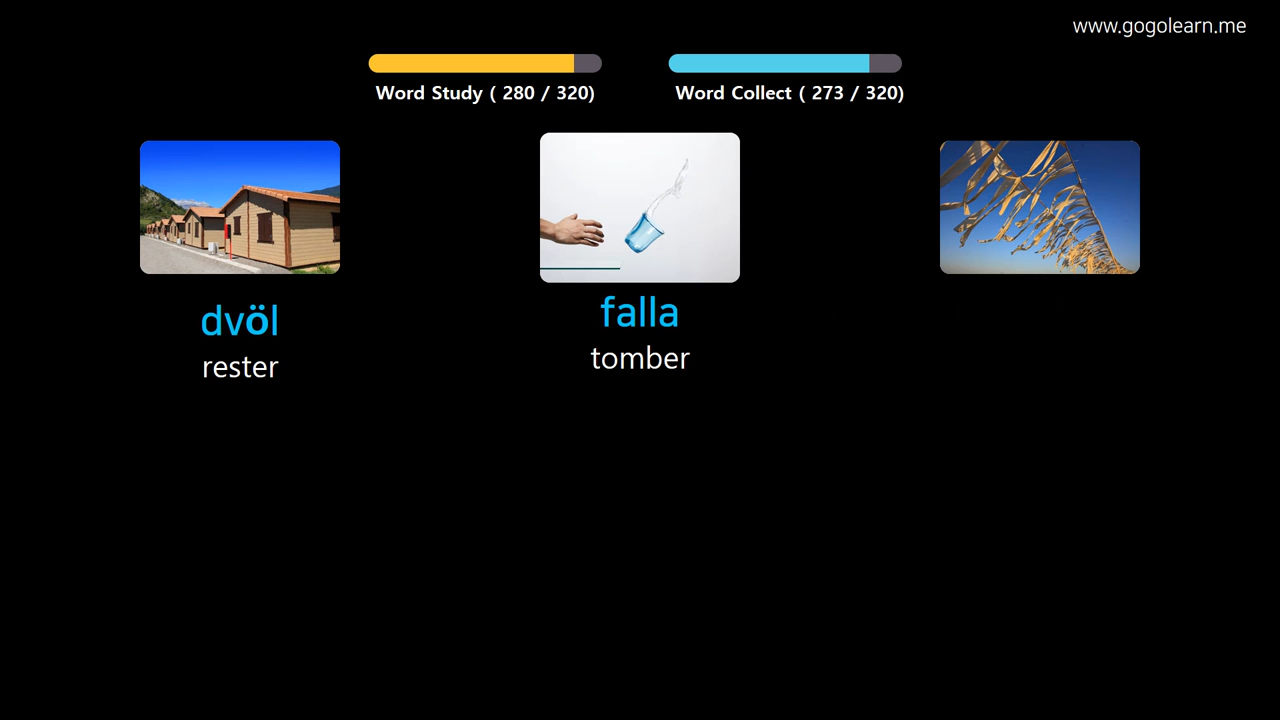 www.gogolearn.me
Word Study ( 280 / 320)
Word Collect ( 273 / 320)
dvöl
rester
falla
tomber